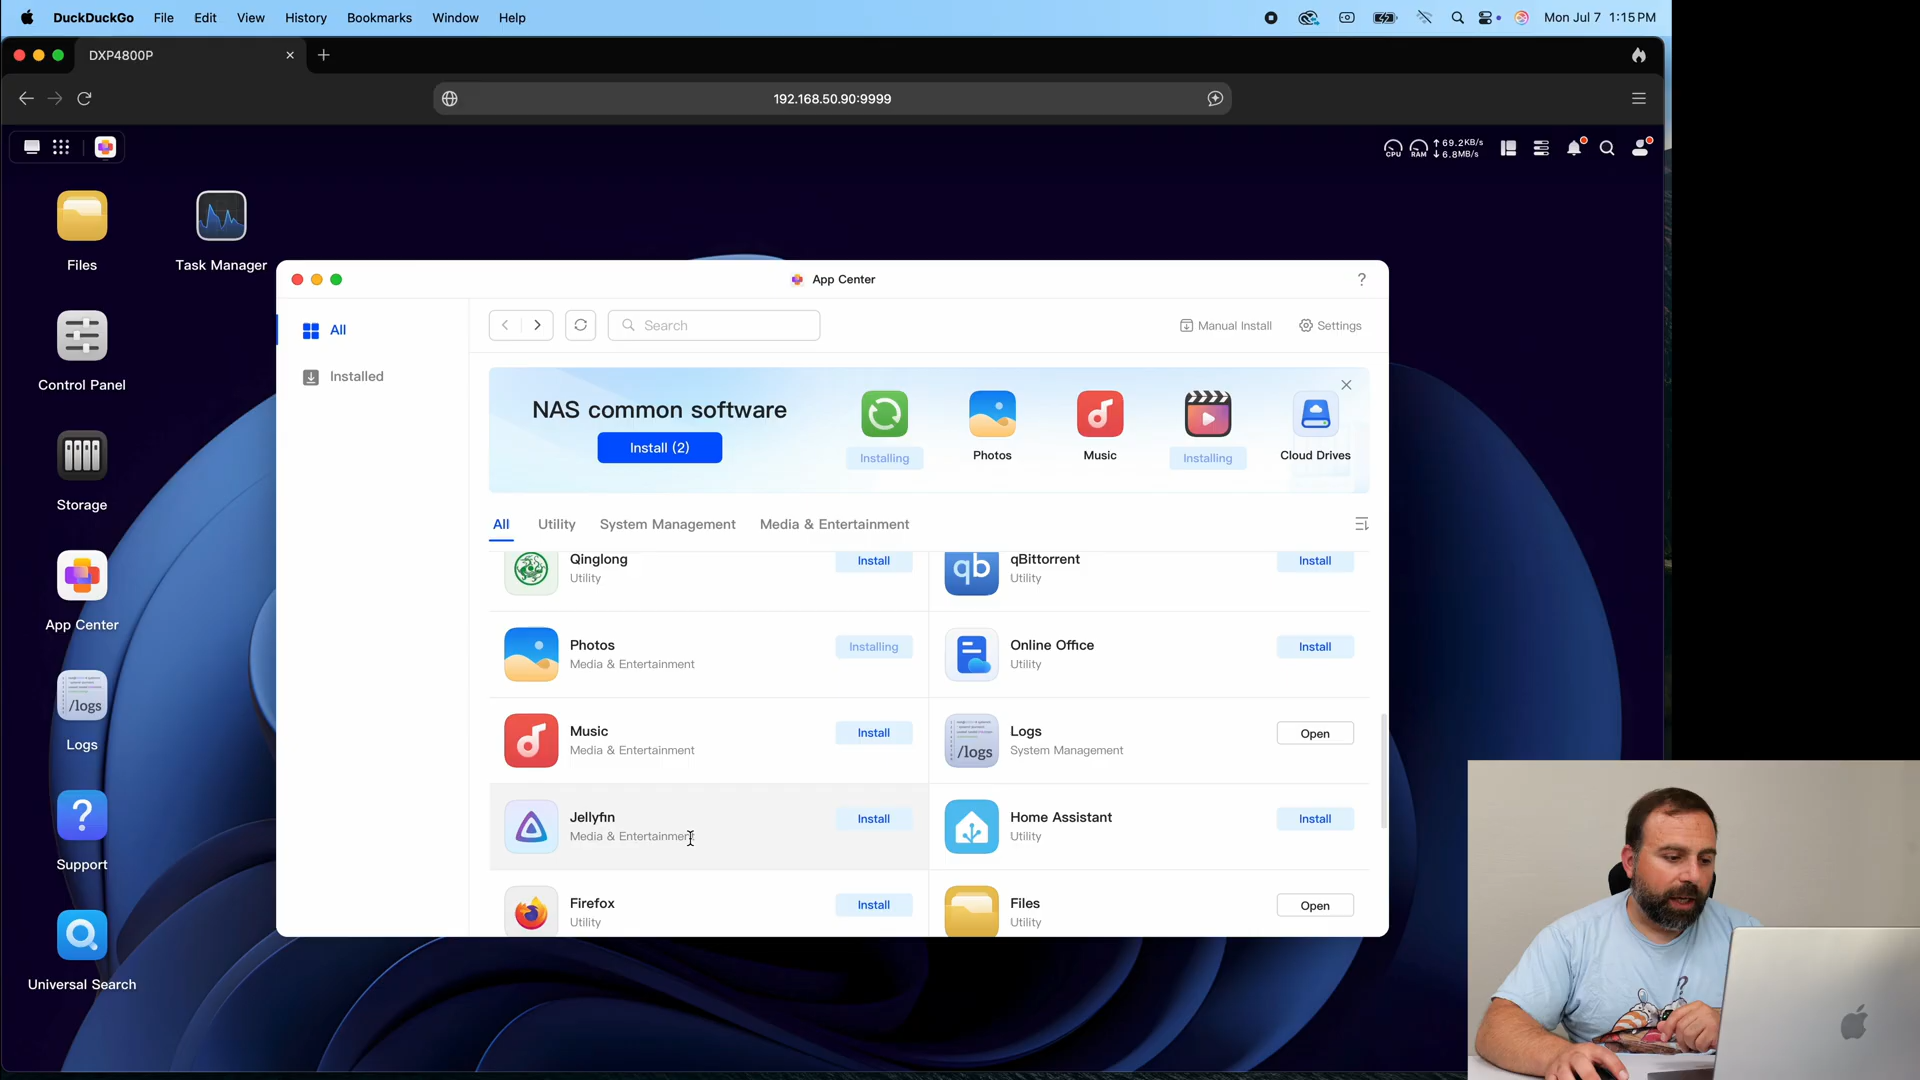 DuckDuckGo File Edit View History Bookmarks Window Help Mon Jul 7 1:15 PM
DXP4800P
192.168.50.90:9999
CPU RAM 69.2KB/s
6.8MB/s
Files
Task Manager
Control Panel
Storage
App Center
/logs
Logs
Support
Universal Search
App Center
All
Installed
Search
Manual Install
Settings
NAS common software
Install (2)
Installing
Photos
Music
Installing
Cloud Drives
All Utility System Management Media & Entertainment
Qinglong
Utility
Install
qb
qBittorrent
Utility
Install
Photos
Media & Entertainment
Installing
Online Office
Utility
Install
Music
Media & Entertainment
Install
/logs
Logs
System Management
Open
Jellyfin
Media & Entertainment
Install
Home Assistant
Utility
Install
Firefox
Utility
Install
Files
Utility
Open